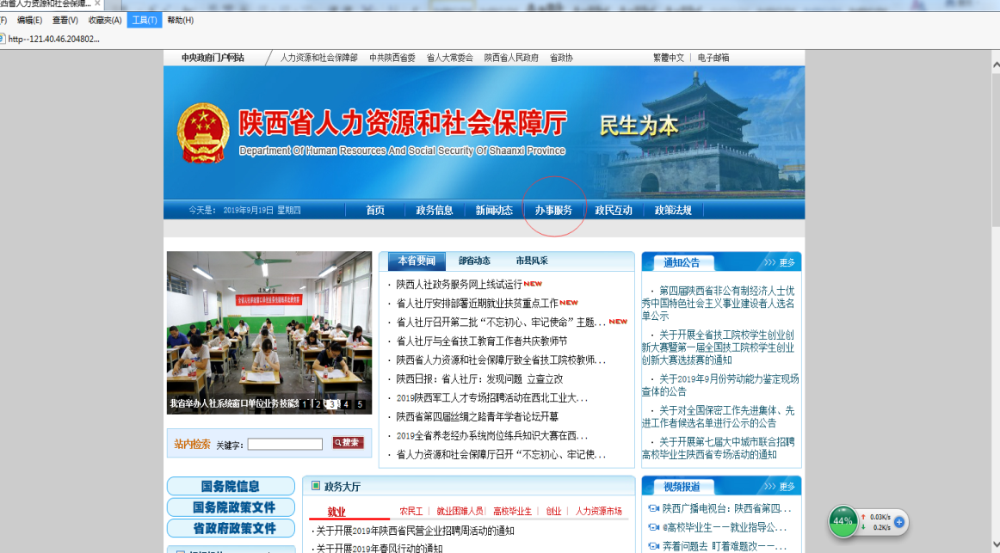 西省人力资源和社会保障...
编辑(E) 查看(V) 收藏夹(A) 工具(T) 帮助(H)
http--121.40.46.204802...
中央政府门户网站 人力资源和社会保障部 中共陕西省委 省人大常委会 陕西省人民政府 省政协 繁體中文 电子邮箱
陕西省人力资源和社会保障厅
民生为本
Department Of Human Resources And Social Security Of Shaanxi Province
今天是： 2019年9月19日 星期四 首页 政务信息 新闻动态 办事服务 政民互动 政策法规
我省举办人社系统窗口单位业务技能
1 2 3 4 5
站内检索 关键字： 搜索
国务院信息
国务院政策文件
省政府政策文件
本省要闻 部省动态 市县风采
· 陕西人社政务服务网上线试运行 NEW
· 省人社厅安排部署近期就业扶贫重点工作 NEW
· 省人社厅召开第二批“不忘初心、牢记使命”主题... NEW
· 省人社厅与全省技工教育工作者共庆教师节
· 陕西省人力资源和社会保障厅致全省技工院校教师...
· 陕西日报：省人社厅：发现问题 立查立改
· 2019陕西军工人才专场招聘活动在西北工业大...
· 陕西省第四届丝绸之路青年学者论坛开幕
· 2019全省养老经办系统岗位练兵知识大赛在西...
· 省人力资源和社会保障厅召开“不忘初心、牢记使...
政务大厅
就业 农民工 就业困难人员 高校毕业生 创业 人力资源市场
· 关于开展2019年陕西省民营企业招聘周活动的通知
· 关于开展2019年春风行动的通知
通知公告 >>> 更多
· 第四届陕西省非公有制经济人士优
秀中国特色社会主义事业建设者人选名
单公示
· 关于开展全省技工院校学生创业创
新大赛暨第一届全国技工院校学生创业
创新大赛选拔赛的通知
· 关于2019年9月份劳动能力鉴定现场
查体的公告
· 关于对全国保密工作先进集体、先
进工作者候选名单进行公示的公告
· 关于开展第七届大中城市联合招聘
高校毕业生陕西省专场活动的通知
视频报道 >>> 更多
陕西广播电视台：陕西省第四...
@高校毕业生——就业指导公...
奔着问题去 盯着难题改——...
44% 0.03K/s
0.2K/s